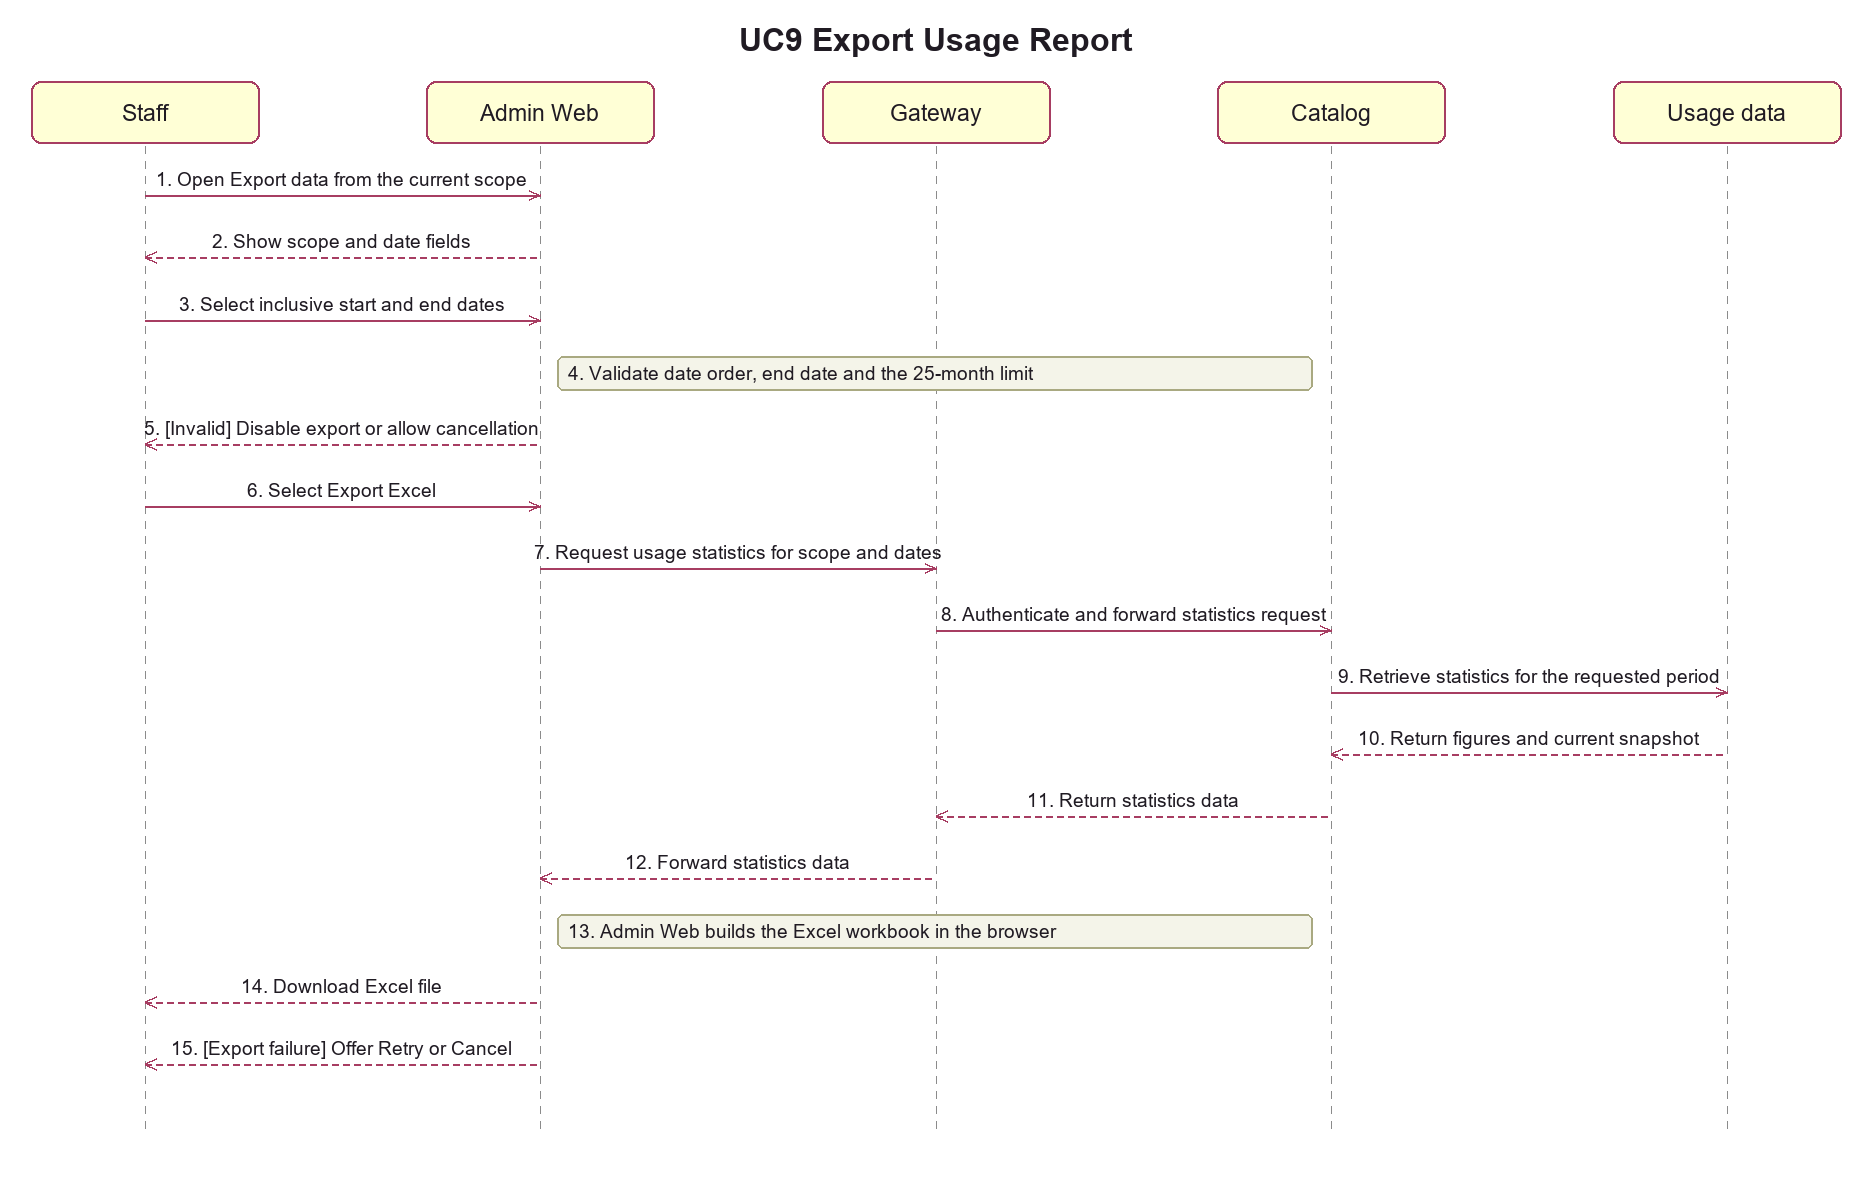 UC9 Export Usage Report
Staff
Admin Web
Gateway
Catalog
Usage data
1. Open Export data from the current scope
2. Show scope and date fields
3. Select inclusive start and end dates
4. Validate date order, end date and the 25-month limit
5. [Invalid] Disable export or allow cancellation
6. Select Export Excel
7. Request usage statistics for scope and dates
8. Authenticate and forward statistics request
9. Retrieve statistics for the requested period
10. Return figures and current snapshot
11. Return statistics data
12. Forward statistics data
13. Admin Web builds the Excel workbook in the browser
14. Download Excel file
15. [Export failure] Offer Retry or Cancel